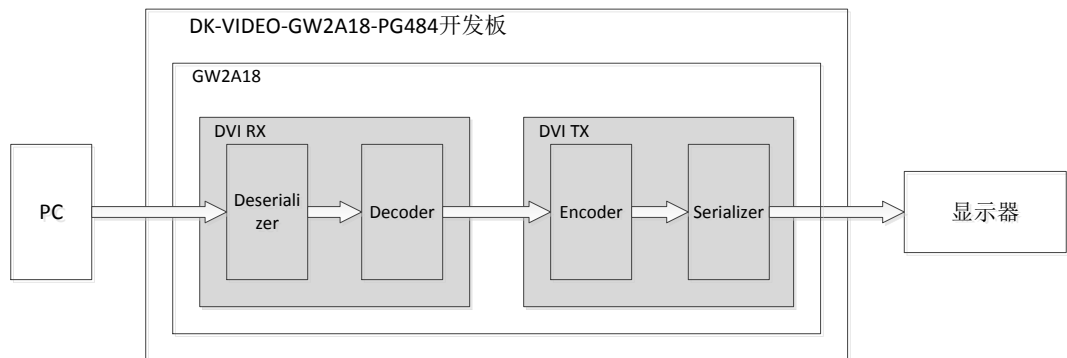 DK-VIDEO-GW2A18-PG484开发板
GW2A18
DVI RX
DVI TX
PC
Deseriali
zer
Decoder
Encoder
Serializer
显示器